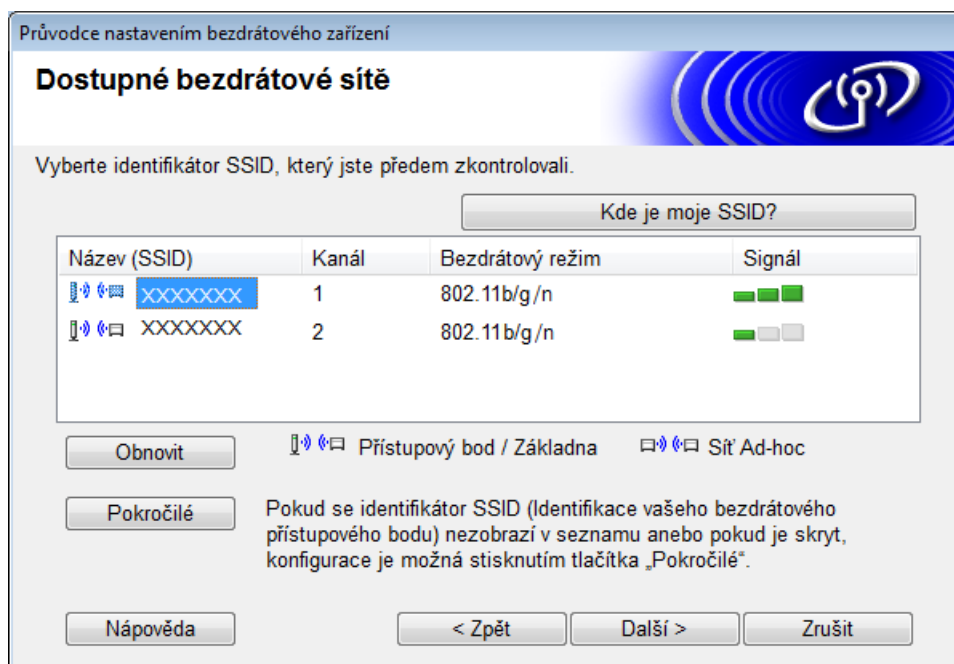 Průvodce nastavením bezdrátového zařízení
Dostupné bezdrátové sítě
Vyberte identifikátor SSID, který jste předem zkontrolovali.
Kde je moje SSID?
Název (SSID) Kanál Bezdrátový režim Signál
XXXXXXX 1 802.11b/g/n
XXXXXXX 2 802.11b/g/n
Obnovit Přístupový bod / Základna Síť Ad-hoc
Pokročilé
Pokud se identifikátor SSID (Identifikace vašeho bezdrátového
přístupového bodu) nezobrazí v seznamu anebo pokud je skryt,
konfigurace je možná stisknutím tlačítka „Pokročilé“.
Nápověda < Zpět Další > Zrušit